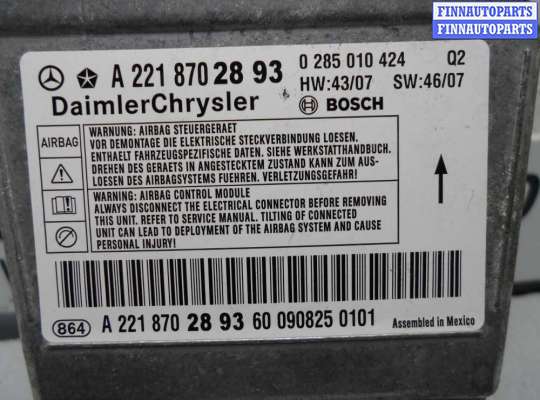 FINNAUTOPARTS
FINNAUTOPARTS
A 221 870 28 93 0 285 010 424 Q2
HW:43/07 SW:46/07
DaimlerChrysler BOSCH
AIRBAG
WARNUNG: AIRBAG STEUERGERAET
VOR DEMONTAGE DIE ELEKTRISCHE STECKVERBINDUNG LOESEN.
ENTHAELT FAHRZEUGSPEZIFISCHE DATEN. SIEHE WERKSTATTHANDBUCH.
DREHEN DES GERAETS IN ANGESTECKTEM ZUSTAND KANN ZUM AUS-
LOESEN DES AIRBAGSYSTEMS FUEHREN. VERLETZUNGSGEFAHR!
WARNING: AIRBAG CONTROL MODULE
ALWAYS DISCONNECT THE ELECTRICAL CONNECTOR BEFORE REMOVING
THIS UNIT. REFER TO SERVICE MANUAL. TILTING OF CONNECTED
UNIT CAN LEAD TO DEPLOYMENT OF THE AIRBAG SYSTEM AND CAUSE
PERSONAL INJURY!
864 A 221 870 28 93 60 090825 0101 Assembled in Mexico
FINNAUTOPARTS
FINNAUTOPARTS